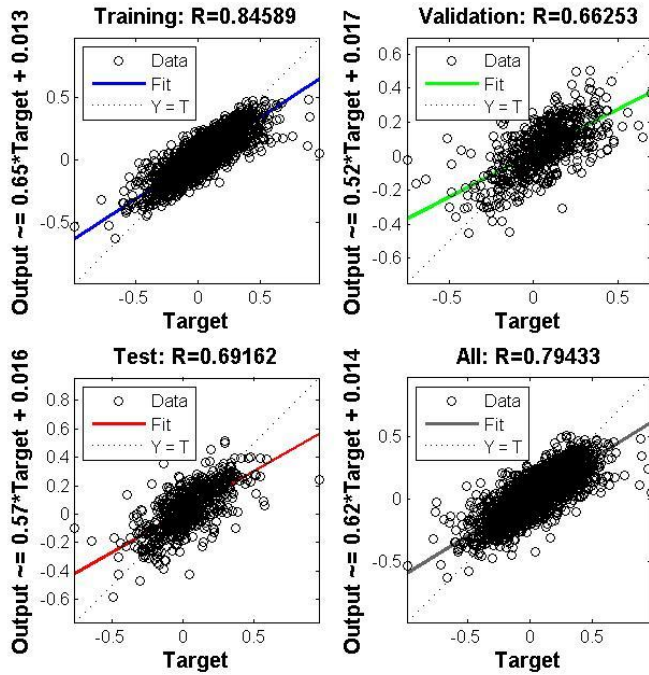 Training: R=0.84589
Output ~= 0.65*Target + 0.013
Data
Fit
Y = T
0.5
0
-0.5
-0.5 0 0.5
Target
Validation: R=0.66253
Output ~= 0.52*Target + 0.017
Data
Fit
Y = T
0.6
0.4
0.2
0
-0.2
-0.4
-0.6
-0.5 0 0.5
Target
Test: R=0.69162
Output ~= 0.57*Target + 0.016
Data
Fit
Y = T
0.8
0.6
0.4
0.2
0
-0.2
-0.4
-0.6
-0.5 0 0.5
Target
All: R=0.79433
Output ~= 0.62*Target + 0.014
Data
Fit
Y = T
0.5
0
-0.5
-0.5 0 0.5
Target